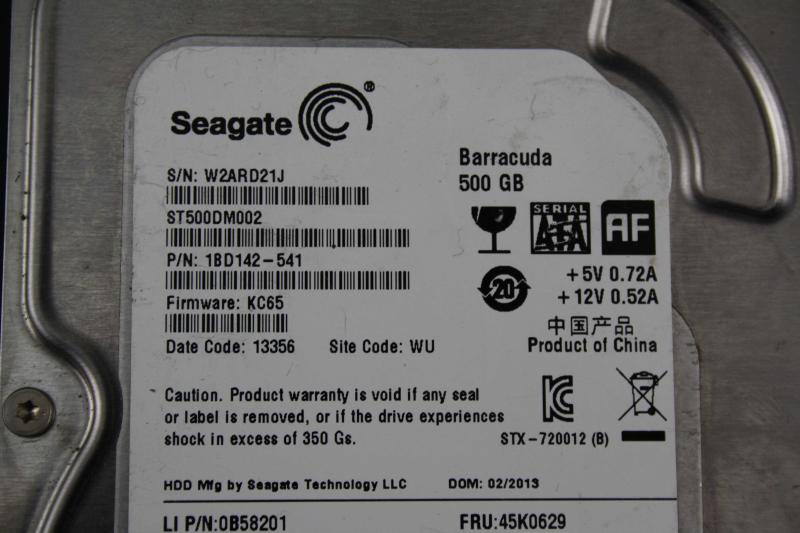 Seagate®
S/N: W2ARD21J
ST500DM002
P/N: 1BD142-541
Firmware: KC65
Date Code: 13356 Site Code: WU
Barracuda
500 GB
SERIAL
ATA
AF
20
+5V 0.72A
+12V 0.52A
中国产品
Product of China
Caution. Product warranty is void if any seal
or label is removed, or if the drive experiences
shock in excess of 350 Gs.
STX-720012 (B)
HDD Mfg by Seagate Technology LLC DOM: 02/2013
LI P/N:0B58201 FRU:45K0629